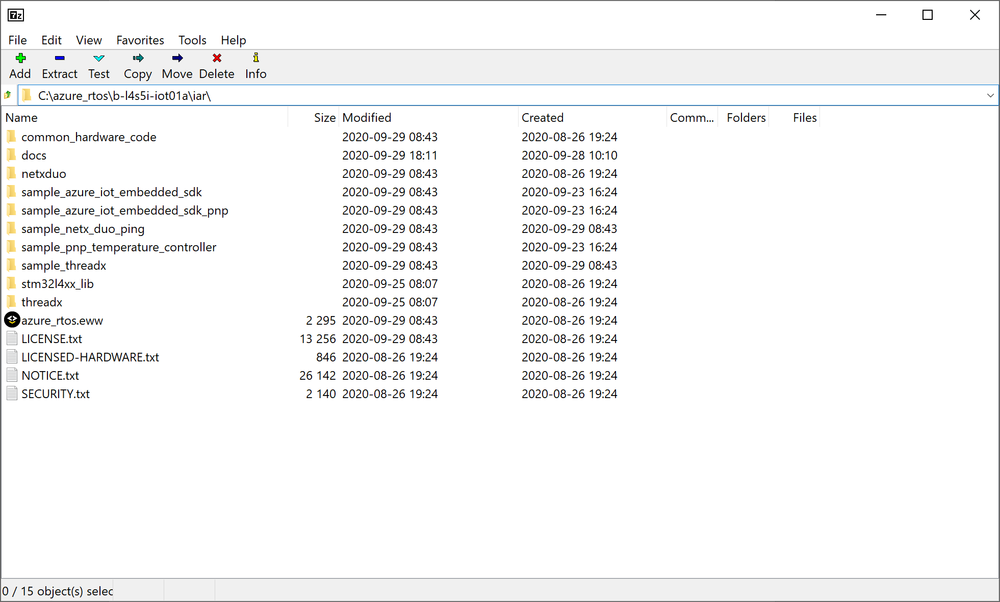 7z
File Edit View Favorites Tools Help
Add Extract Test Copy Move Delete Info
C:\azure_rtos\b-l4s5i-iot01a\iar\
Name Size Modified Created Comm... Folders Files
common_hardware_code 2020-09-29 08:43 2020-08-26 19:24
docs 2020-09-29 18:11 2020-09-28 10:10
netxduo 2020-09-29 08:43 2020-08-26 19:24
sample_azure_iot_embedded_sdk 2020-09-29 08:43 2020-09-23 16:24
sample_azure_iot_embedded_sdk_pnp 2020-09-29 08:43 2020-09-23 16:24
sample_netx_duo_ping 2020-09-29 08:43 2020-09-29 08:43
sample_pnp_temperature_controller 2020-09-29 08:43 2020-09-23 16:24
sample_threadx 2020-09-29 08:43 2020-09-29 08:43
stm32l4xx_lib 2020-09-25 08:07 2020-08-26 19:24
threadx 2020-09-25 08:07 2020-08-26 19:24
azure_rtos.eww 2 295 2020-09-29 08:43 2020-08-26 19:24
LICENSE.txt 13 256 2020-09-29 08:43 2020-08-26 19:24
LICENSED-HARDWARE.txt 846 2020-08-26 19:24 2020-08-26 19:24
NOTICE.txt 26 142 2020-08-26 19:24 2020-08-26 19:24
SECURITY.txt 2 140 2020-08-26 19:24 2020-08-26 19:24
0 / 15 object(s) selec